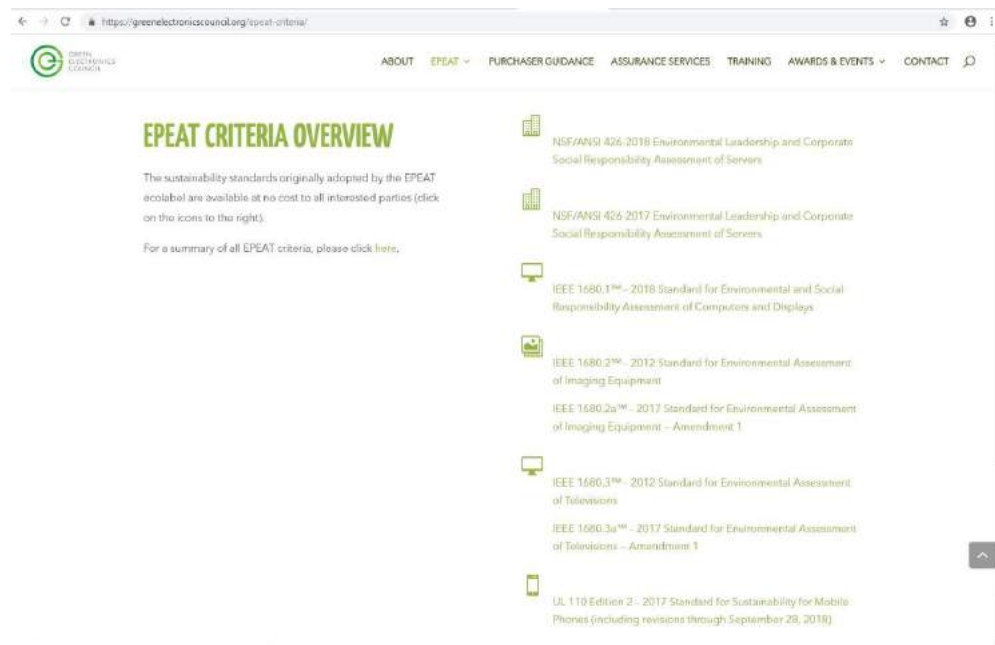 https://greenelectronicscouncil.org/epeat-criteria/
GREEN
ELECTRONICS
COUNCIL
ABOUT EPEAT PURCHASER GUIDANCE ASSURANCE SERVICES TRAINING AWARDS & EVENTS CONTACT
EPEAT CRITERIA OVERVIEW
The sustainability standards originally adopted by the EPEAT
ecolabel are available at no cost to all interested parties (click
on the icons to the right).
For a summary of all EPEAT criteria, please click here.
NSF/ANSI 426-2018 Environmental Leadership and Corporate
Social Responsibility Assessment of Servers
NSF/ANSI 426-2017 Environmental Leadership and Corporate
Social Responsibility Assessment of Servers
IEEE 1680.1™ - 2018 Standard for Environmental and Social
Responsibility Assessment of Computers and Displays
IEEE 1680.2™ - 2012 Standard for Environmental Assessment
of Imaging Equipment
IEEE 1680.2a™ - 2017 Standard for Environmental Assessment
of Imaging Equipment – Amendment 1
IEEE 1680.3™ - 2012 Standard for Environmental Assessment
of Televisions
IEEE 1680.3a™ - 2017 Standard for Environmental Assessment
of Televisions – Amendment 1
UL 110 Edition 2 - 2017 Standard for Sustainability for Mobile
Phones (including revisions through September 28, 2018)